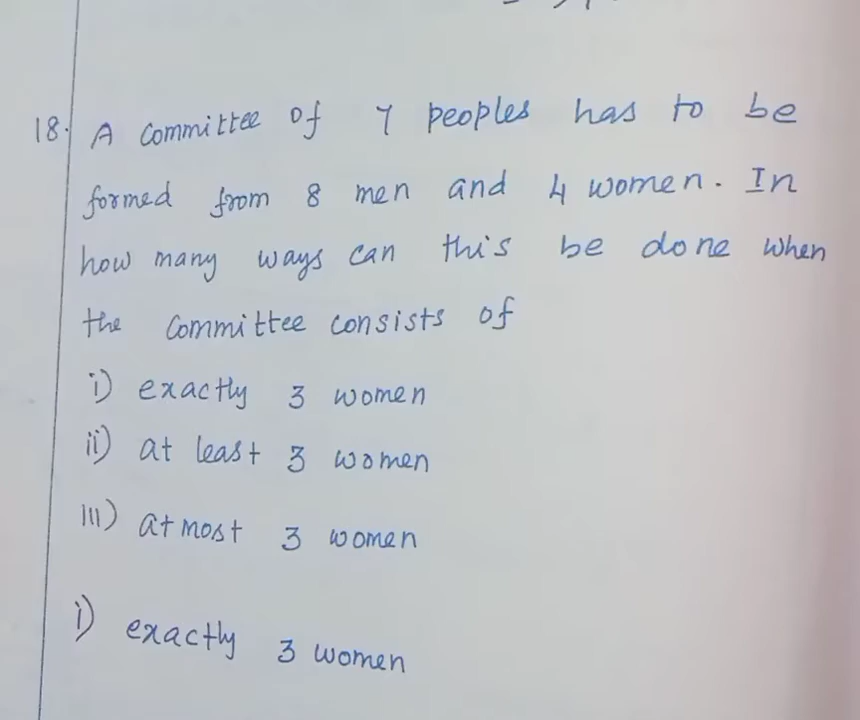 18. A Committee of 7 peoples has to be
formed from 8 men and 4 women. In
how many ways can this be done when
the Committee consists of
i) exactly 3 women
ii) at least 3 women
III) atmost 3 women
i) exactly 3 women